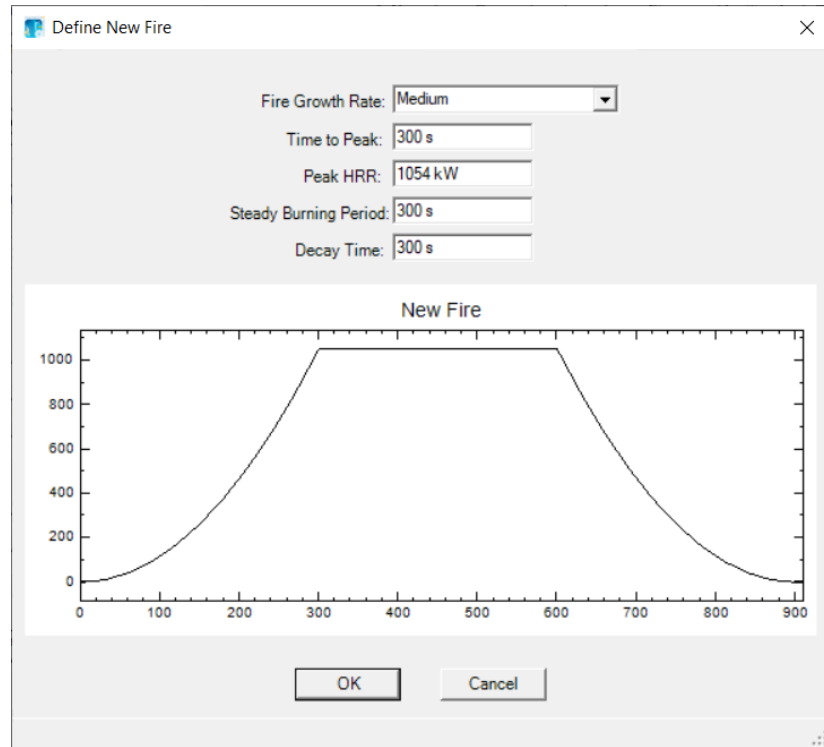 Define New Fire
Fire Growth Rate: Medium
Time to Peak: 300 s
Peak HRR: 1054 kW
Steady Burning Period: 300 s
Decay Time: 300 s
New Fire
1000
800
600
400
200
0
0 100 200 300 400 500 600 700 800 900
OK Cancel